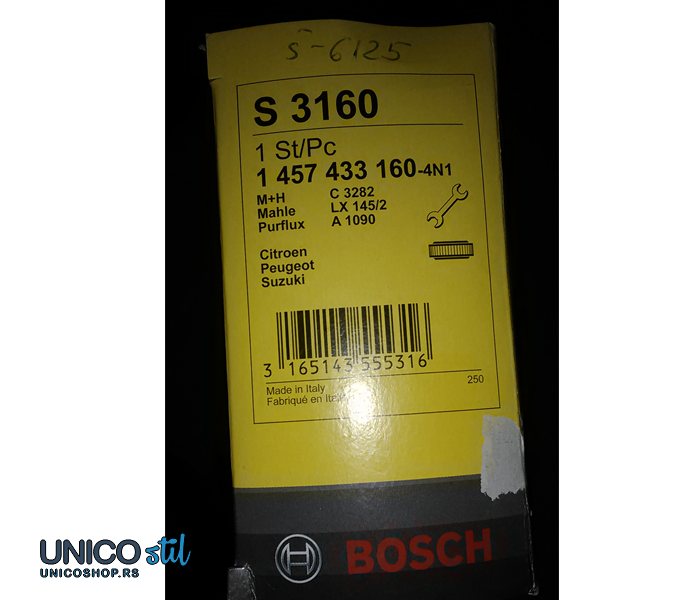 S-6125
S 3160
1 St/Pc
1 457 433 160-4N1
M+H C 3282
Mahle LX 145/2
Purflux A 1090
Citroen
Peugeot
Suzuki
3 165143 555316
Made in Italy 250
Fabriqué en
BOSCH
UNICO stil
UNICOSHOP.RS